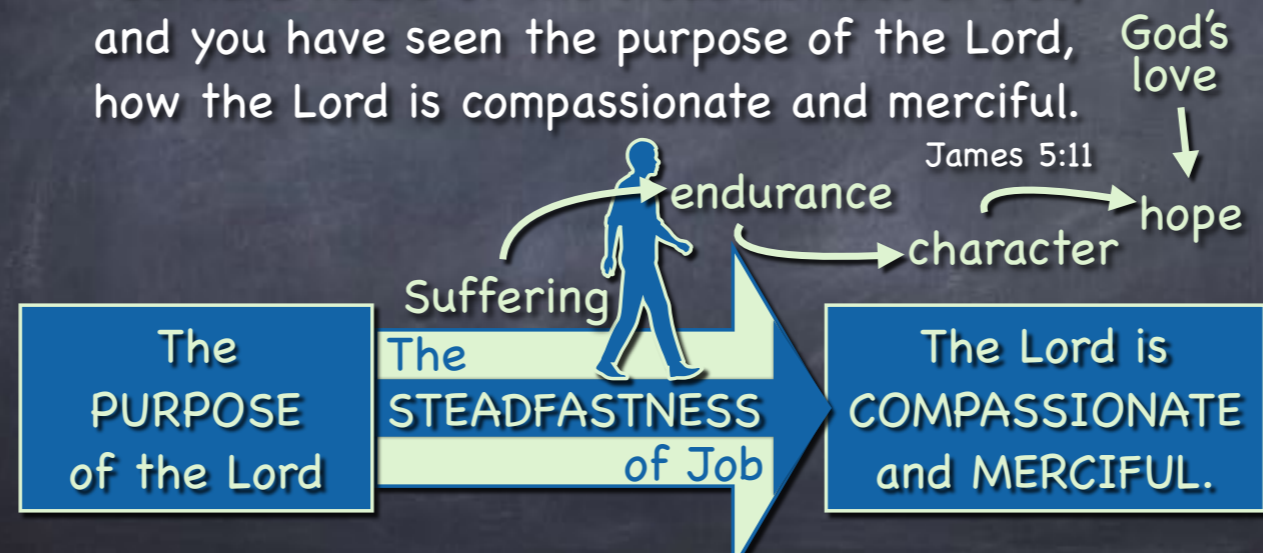 and you have seen the purpose of the Lord,
how the Lord is compassionate and merciful.
James 5:11
God's
love
Suffering
endurance
character
hope
The
PURPOSE
of the Lord
The
STEADFASTNESS
of Job
The Lord is
COMPASSIONATE
and MERCIFUL.